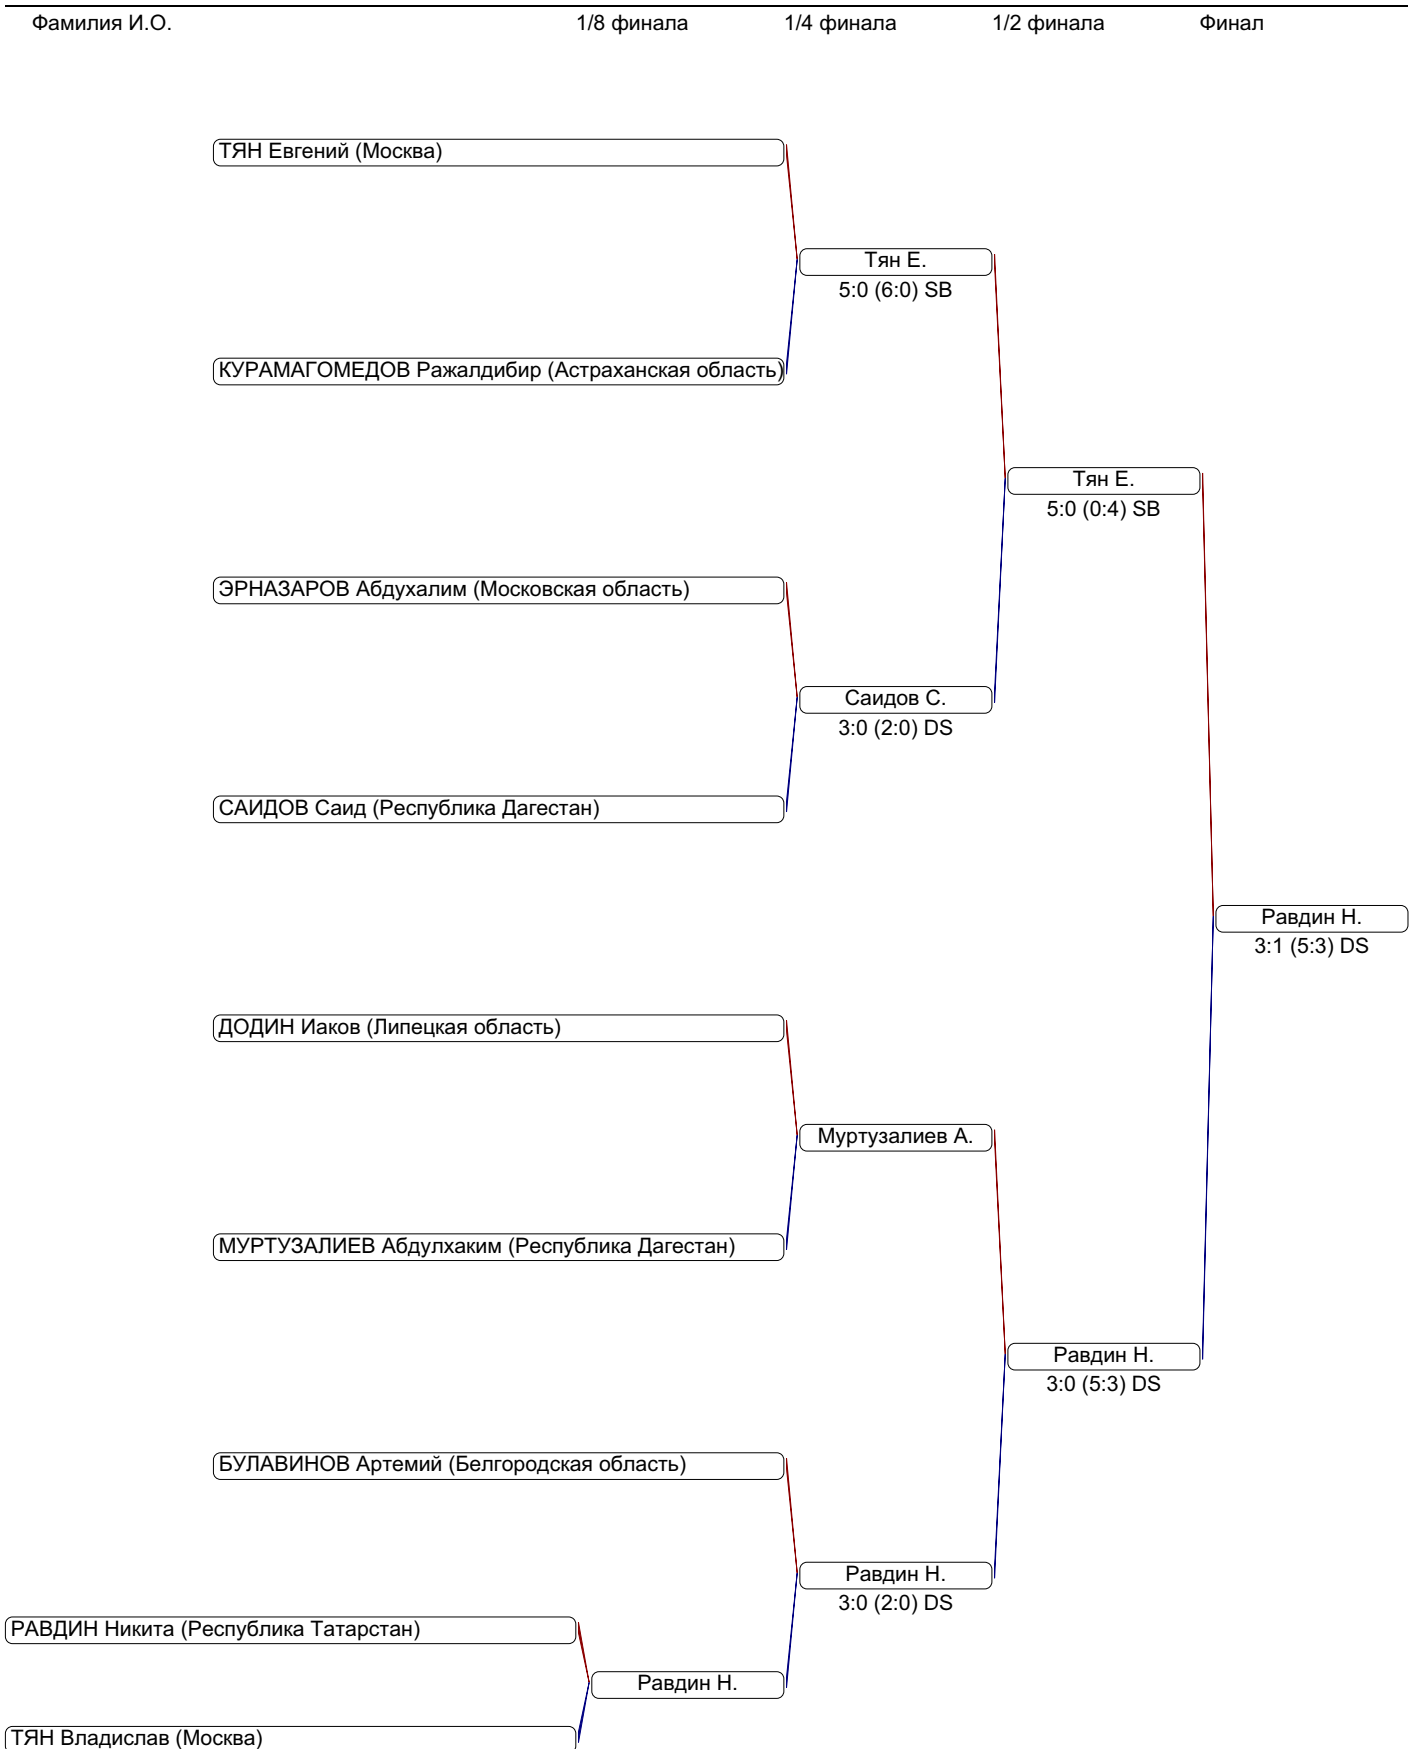 Фамилия И.О. 1/8 финала 1/4 финала 1/2 финала Финал
ТЯН Евгений (Москва)
Тян Е.
5:0 (6:0) SB
КУРАМАГОМЕДОВ Ражалдибир (Астраханская область)
Тян Е.
5:0 (0:4) SB
ЭРНАЗАРОВ Абдухалим (Московская область)
Саидов С.
3:0 (2:0) DS
САИДОВ Саид (Республика Дагестан)
Равдин Н.
3:1 (5:3) DS
ДОДИН Иаков (Липецкая область)
Муртузалиев А.
МУРТУЗАЛИЕВ Абдулхаким (Республика Дагестан)
Равдин Н.
3:0 (5:3) DS
БУЛАВИНОВ Артемий (Белгородская область)
Равдин Н.
3:0 (2:0) DS
РАВДИН Никита (Республика Татарстан)
Равдин Н.
ТЯН Владислав (Москва)